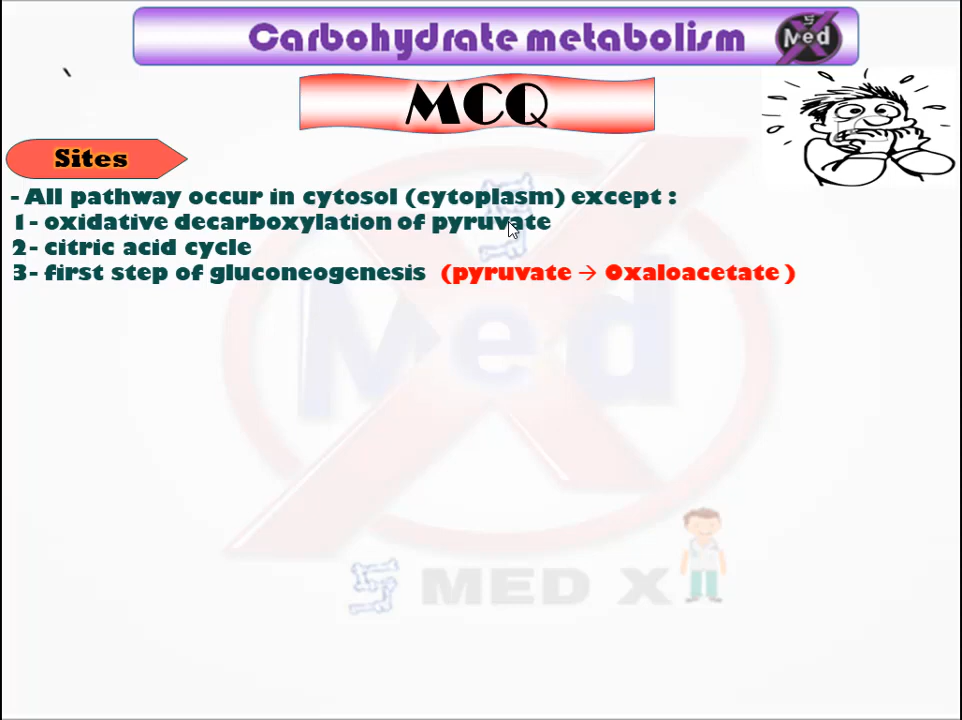 Carbohydrate metabolism
Med
MCQ
Sites
- All pathway occur in cytosol (cytoplasm) except :
1- oxidative decarboxylation of pyruvate
2- citric acid cycle
3- first step of gluconeogenesis (pyruvate → Oxaloacetate )
Med
MED X